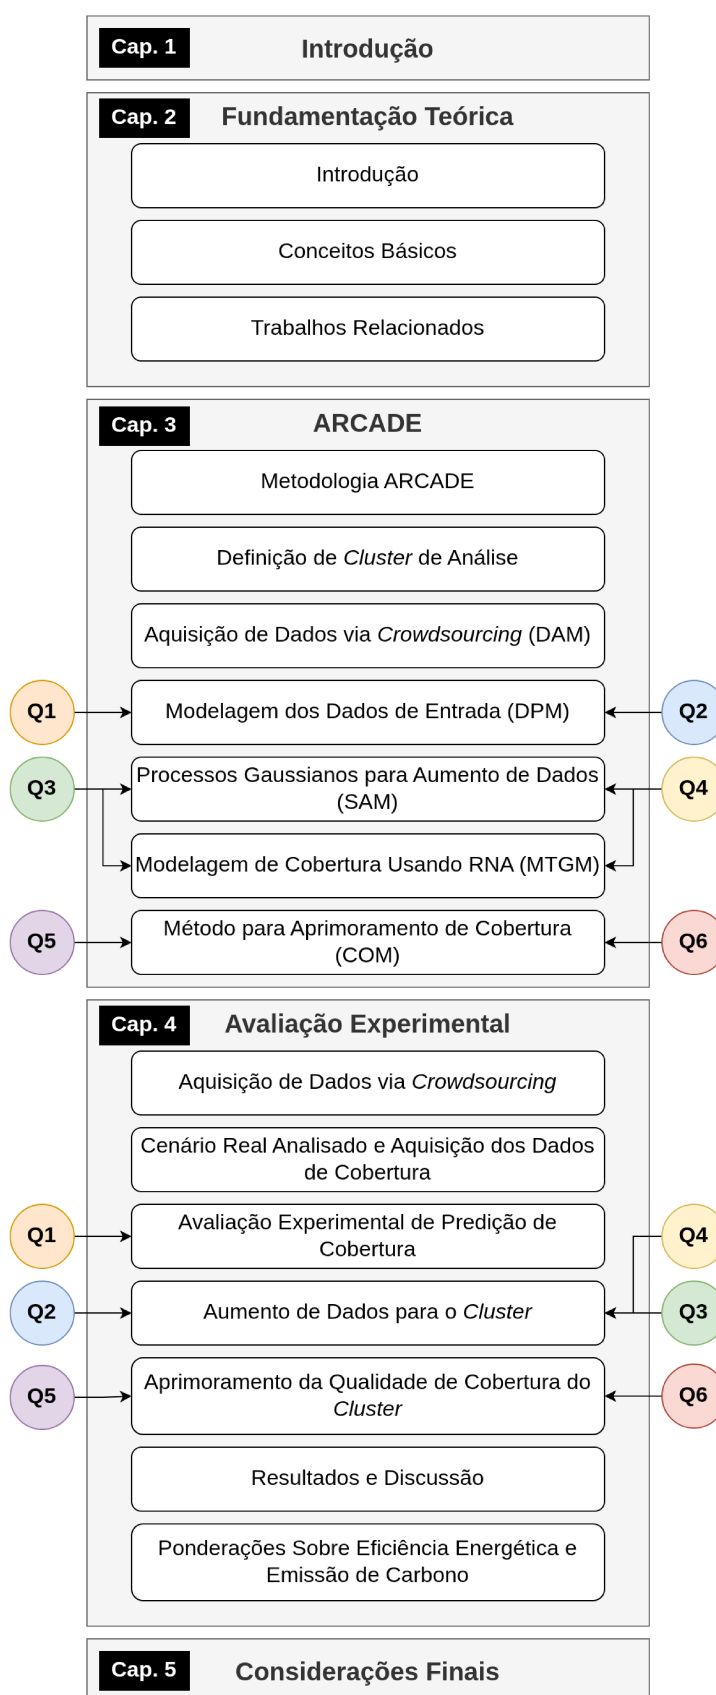 Cap. 1
Introdução
Cap. 2
Fundamentação Teórica
Introdução
Conceitos Básicos
Trabalhos Relacionados
Cap. 3
ARCADE
Metodologia ARCADE
Definição de Cluster de Análise
Aquisição de Dados via Crowdsourcing (DAM)
Q1
Modelagem dos Dados de Entrada (DPM)
Q2
Q3
Processos Gaussianos para Aumento de Dados
(SAM)
Q4
Modelagem de Cobertura Usando RNA (MTGM)
Q5
Método para Aprimoramento de Cobertura
(COM)
Q6
Cap. 4
Avaliação Experimental
Aquisição de Dados via Crowdsourcing
Cenário Real Analisado e Aquisição dos Dados
de Cobertura
Q1
Avaliação Experimental de Predição de
Cobertura
Q4
Q2
Aumento de Dados para o Cluster
Q3
Q5
Aprimoramento da Qualidade de Cobertura do
Cluster
Q6
Resultados e Discussão
Ponderações Sobre Eficiência Energética e
Emissão de Carbono
Cap. 5
Considerações Finais